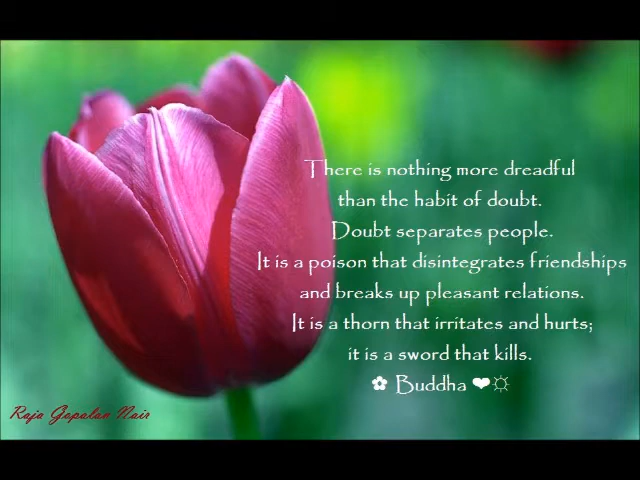 There is nothing more dreadful
than the habit of doubt.
Doubt separates people.
It is a poison that disintegrates friendships
and breaks up pleasant relations.
It is a thorn that irritates and hurts;
it is a sword that kills.
✿ Buddha ❤☼
Raja Gopalan Nair